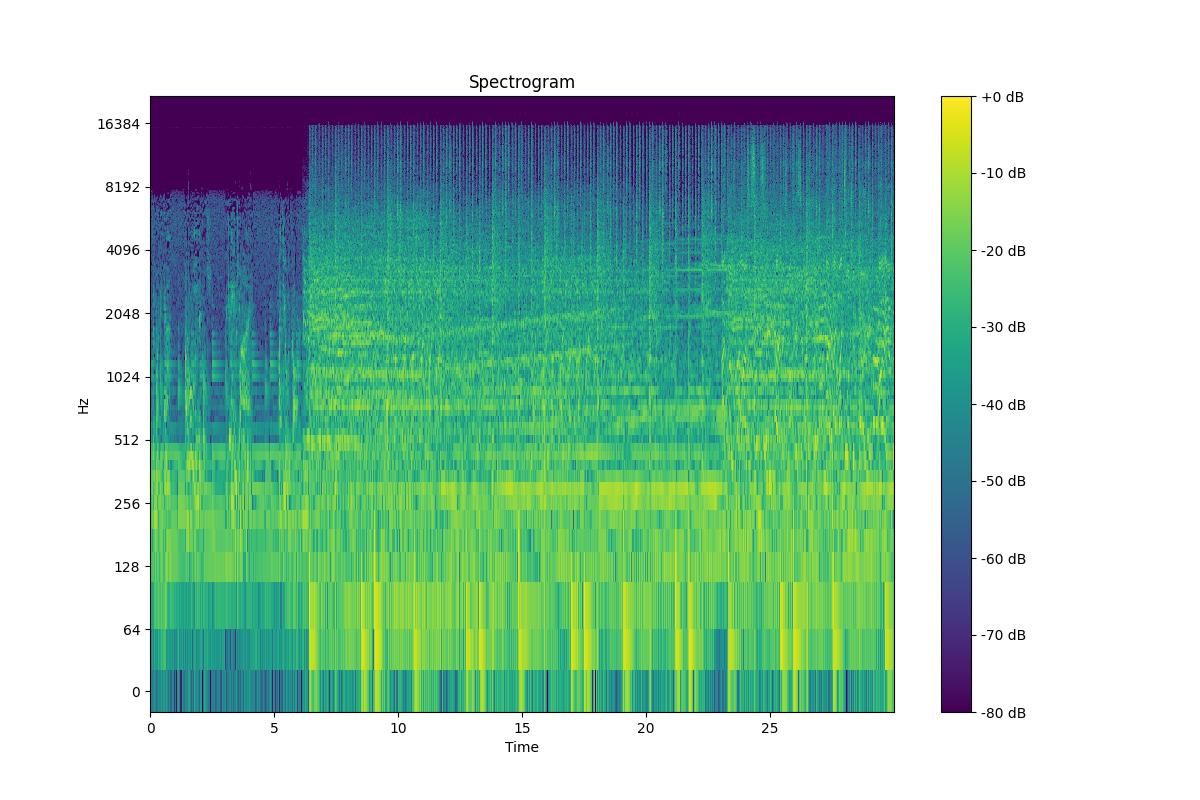 Spectrogram
Hz
16384
8192
4096
2048
1024
512
256
128
64
0
0 5 10 15 20 25
Time
+0 dB
-10 dB
-20 dB
-30 dB
-40 dB
-50 dB
-60 dB
-70 dB
-80 dB